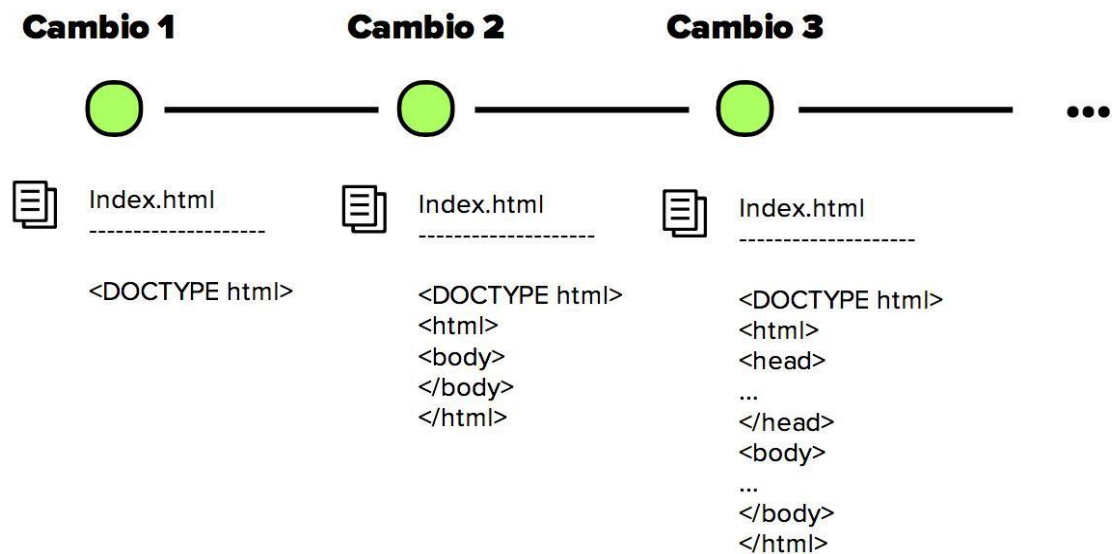 Cambio 1
Cambio 2
Cambio 3
...
Index.html
--------------------
<DOCTYPE html>
Index.html
--------------------
<DOCTYPE html>
<html>
<body>
</body>
</html>
Index.html
--------------------
<DOCTYPE html>
<html>
<head>
...
</head>
<body>
...
</body>
</html>